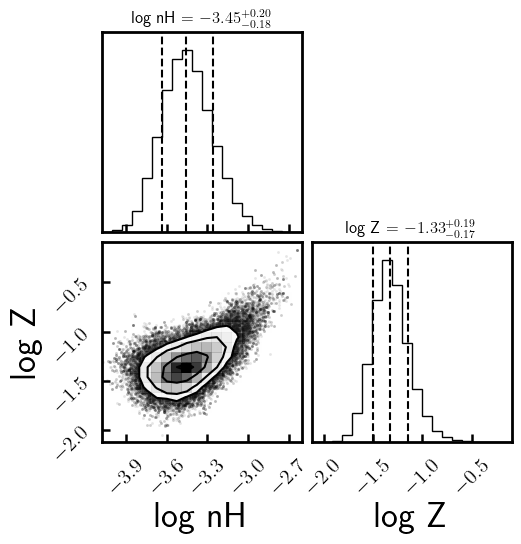 log nH = −3.45+0.20−0.18
log Z = −1.33+0.19−0.17
log Z
−0.5
−1.0
−1.5
−2.0
−3.9 −3.6 −3.3 −3.0 −2.7
−2.0 −1.5 −1.0 −0.5
log nH
log Z